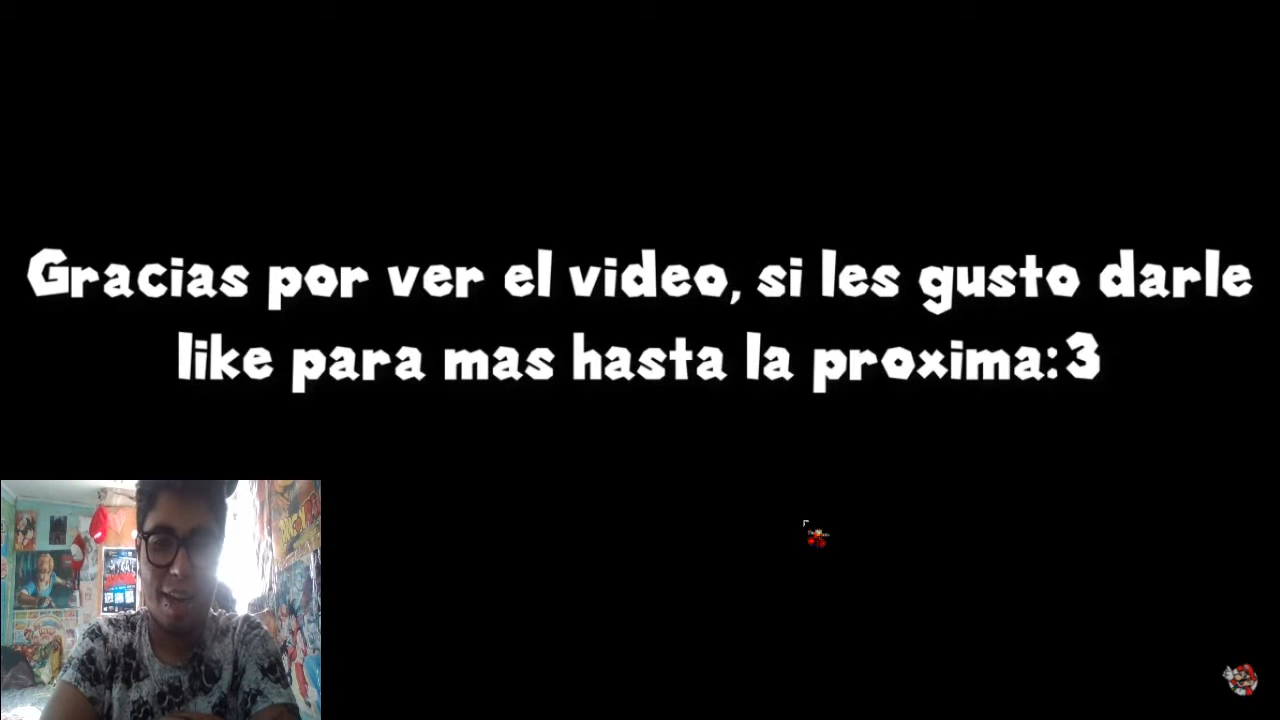 Gracias por ver el video, si les gusto darle
like para mas hasta la proxima:3